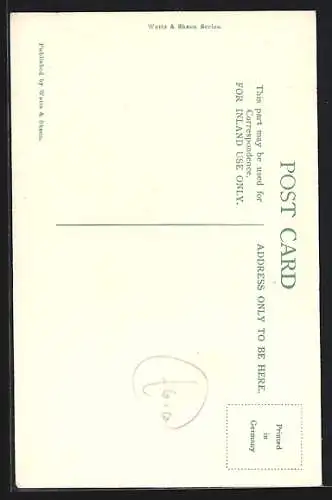 Watts & Skeen Series.
POST CARD
This part may be used for
Correspondence.
FOR INLAND USE ONLY.
ADDRESS ONLY TO BE HERE.
Printed
in
Germany
Published by Watts & Skeen.